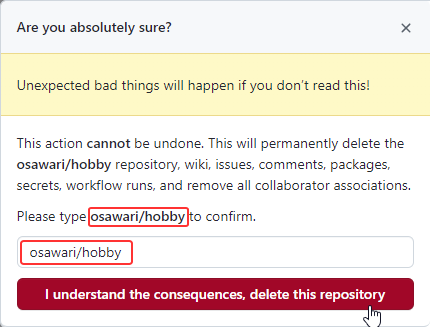 Are you absolutely sure?
Unexpected bad things will happen if you don't read this!
This action cannot be undone. This will permanently delete the
osawari/hobby repository, wiki, issues, comments, packages,
secrets, workflow runs, and remove all collaborator associations.
Please type osawari/hobby to confirm.
osawari/hobby
I understand the consequences, delete this repository